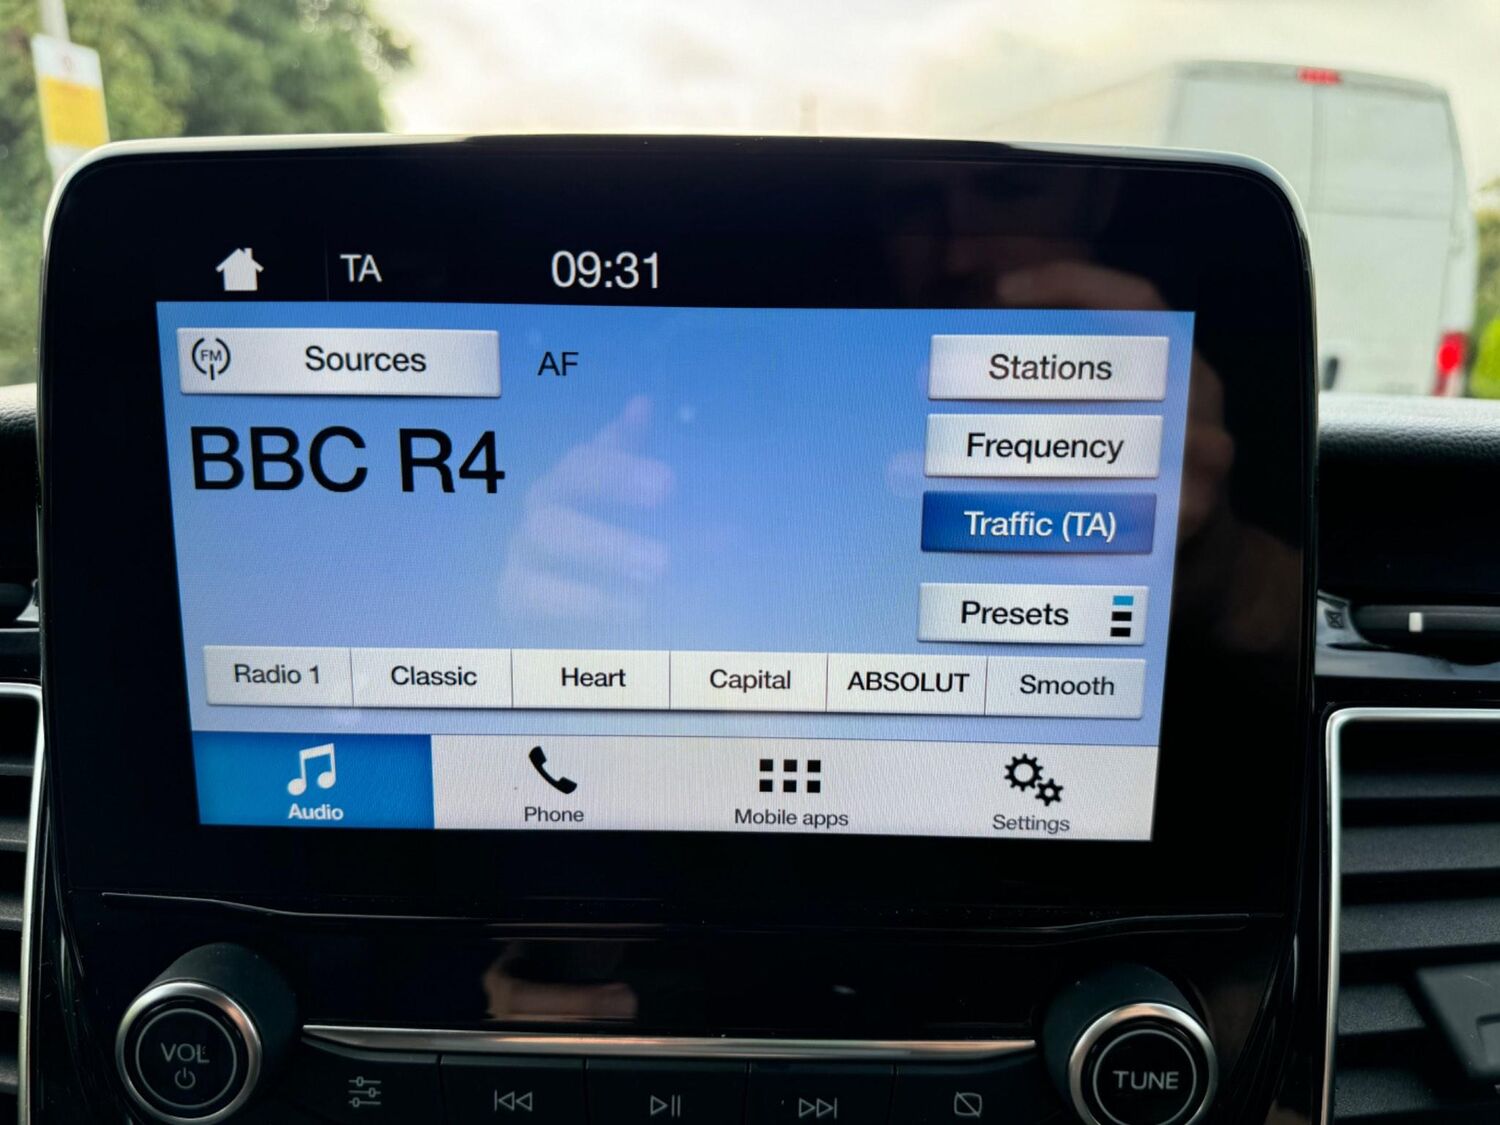 TA 09:31
FM Sources AF Stations
BBC R4
Frequency
Traffic (TA)
Presets
Radio 1 Classic Heart Capital ABSOLUT Smooth
Audio Phone Mobile apps Settings
VOL TUNE